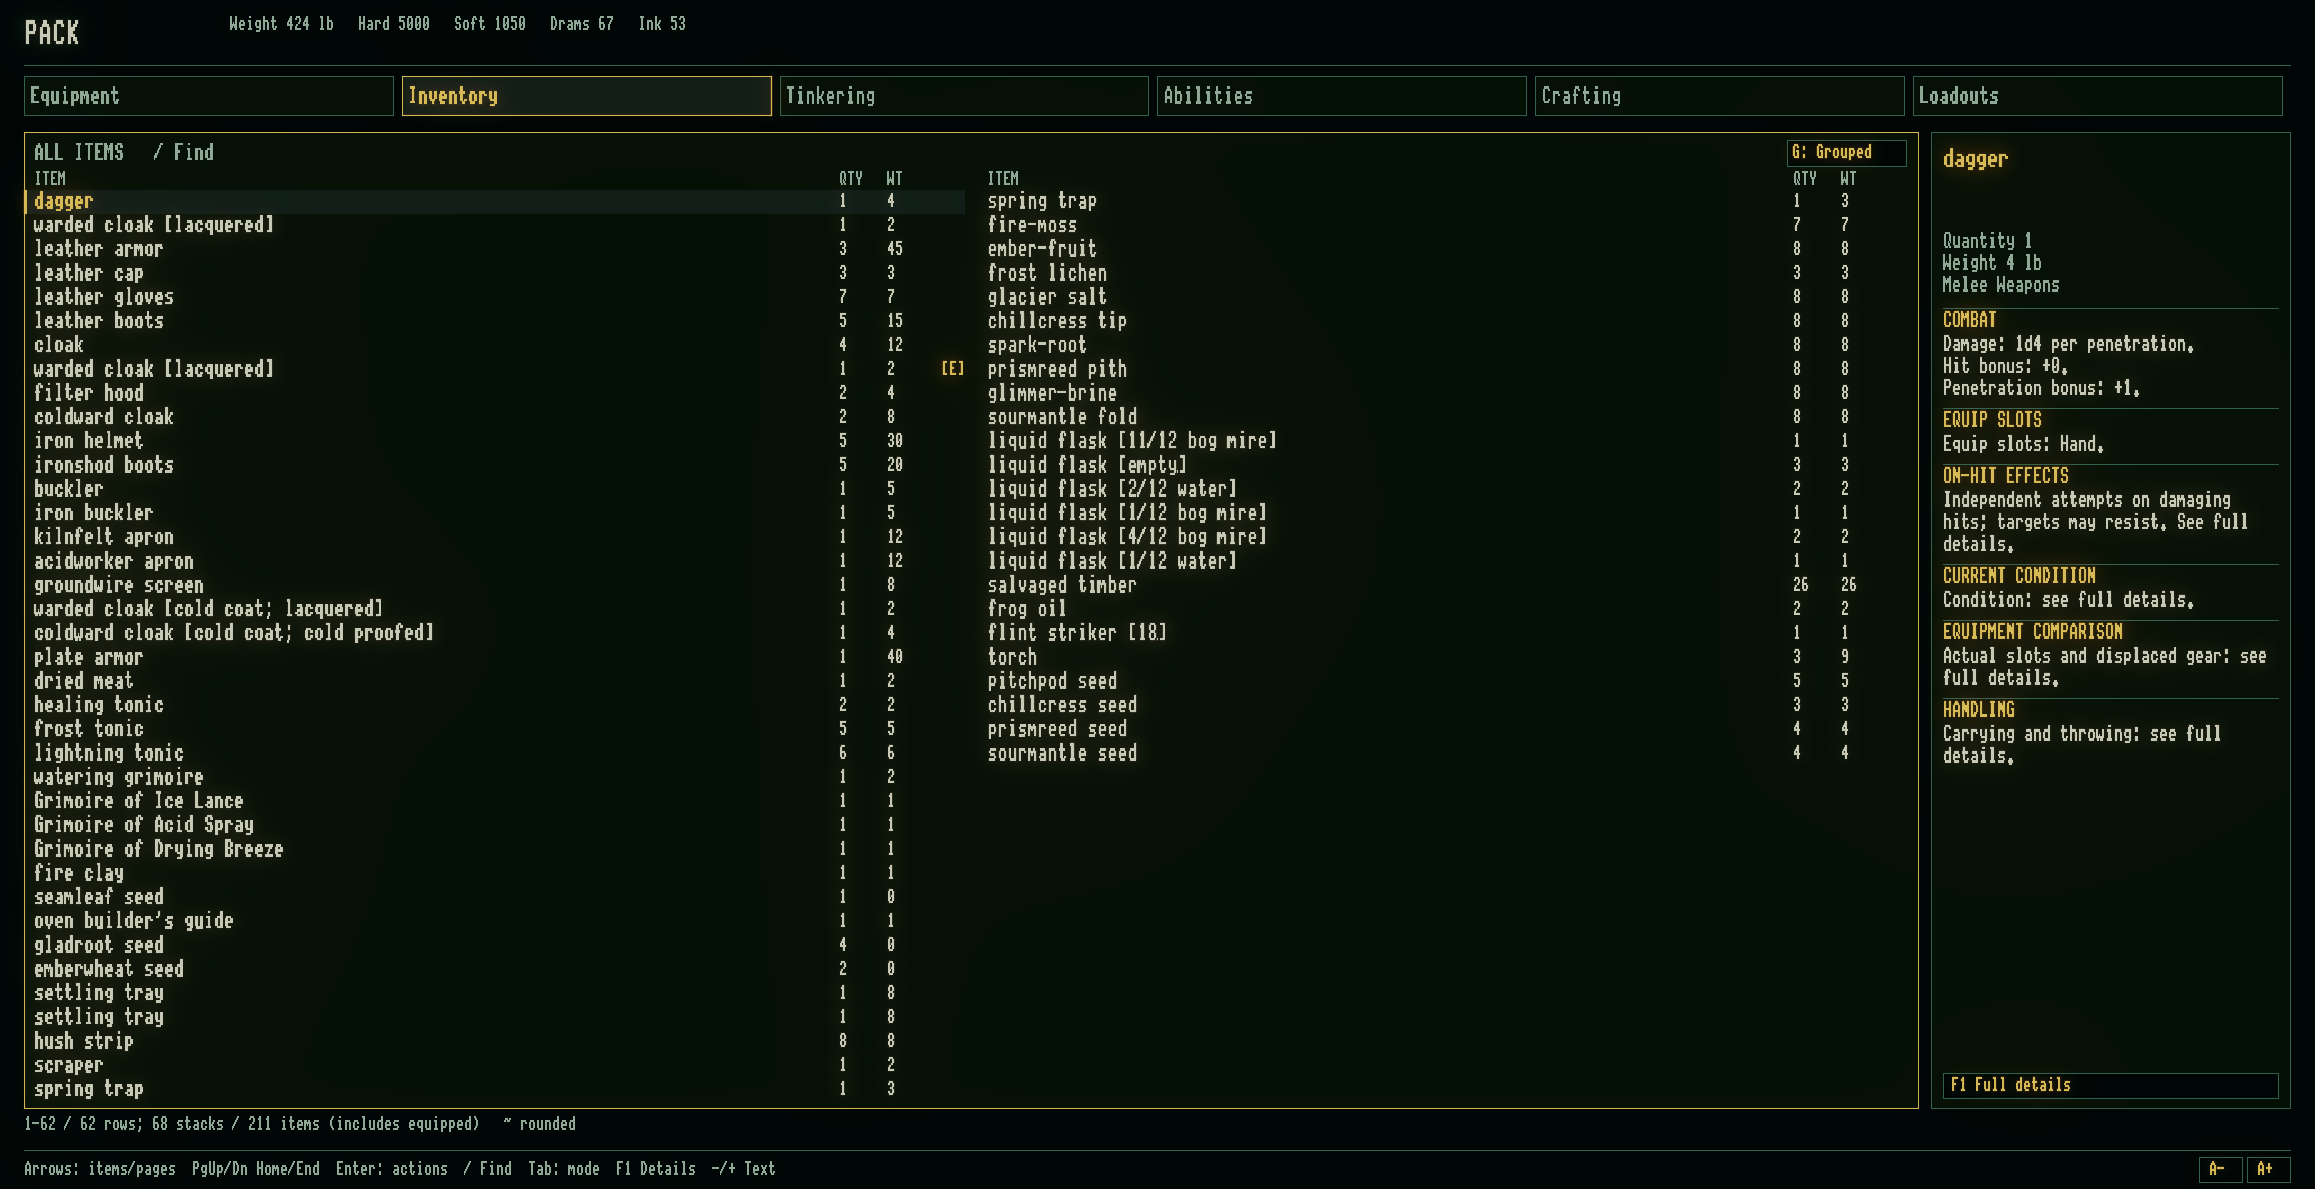 PACK
Weight 424 lb Hard 5000 Soft 1050 Drams 67 Ink 53
Equipment Inventory Tinkering Abilities Crafting Loadouts
ALL ITEMS / Find
G: Grouped
ITEM QTY WT
dagger 1 4
warded cloak [lacquered] 1 2
leather armor 3 45
leather cap 3 3
leather gloves 7 7
leather boots 5 15
cloak 4 12
warded cloak [lacquered] 1 2 [E]
filter hood 2 4
coldward cloak 2 8
iron helmet 5 30
ironshod boots 5 20
buckler 1 5
iron buckler 1 5
kilnfelt apron 1 12
acidworker apron 1 12
groundwire screen 1 8
warded cloak [cold coat; lacquered] 1 2
coldward cloak [cold coat; cold proofed] 1 4
plate armor 1 40
dried meat 1 2
healing tonic 2 2
frost tonic 5 5
lightning tonic 6 6
watering grimoire 1 2
Grimoire of Ice Lance 1 1
Grimoire of Acid Spray 1 1
Grimoire of Drying Breeze 1 1
fire clay 1 1
seamleaf seed 1 0
oven builder's guide 1 1
gladroot seed 4 0
emberwheat seed 2 0
settling tray 1 8
settling tray 1 8
hush strip 8 8
scraper 1 2
spring trap 1 3
ITEM QTY WT
spring trap 1 3
fire-moss 7 7
ember-fruit 8 8
frost lichen 3 3
glacier salt 8 8
chillcress tip 8 8
spark-root 8 8
prismreed pith 8 8
glimmer-brine 8 8
sourmantle fold 8 8
liquid flask [11/12 bog mire] 1 1
liquid flask [empty] 3 3
liquid flask [2/12 water] 2 2
liquid flask [1/12 bog mire] 1 1
liquid flask [4/12 bog mire] 2 2
liquid flask [1/12 water] 1 1
salvaged timber 26 26
frog oil 2 2
flint striker [18] 1 1
torch 3 9
pitchpod seed 5 5
chillcress seed 3 3
prismreed seed 4 4
sourmantle seed 4 4
dagger
Quantity 1
Weight 4 lb
Melee Weapons
COMBAT
Damage: 1d4 per penetration.
Hit bonus: +0.
Penetration bonus: +1.
EQUIP SLOTS
Equip slots: Hand.
ON-HIT EFFECTS
Independent attempts on damaging
hits; targets may resist. See full
details.
CURRENT CONDITION
Condition: see full details.
EQUIPMENT COMPARISON
Actual slots and displaced gear: see
full details.
HANDLING
Carrying and throwing: see full
details.
F1 Full details
1-62 / 62 rows; 68 stacks / 211 items (includes equipped) ~ rounded
Arrows: items/pages PgUp/Dn Home/End Enter: actions / Find Tab: mode F1 Details -/+ Text
A- A+